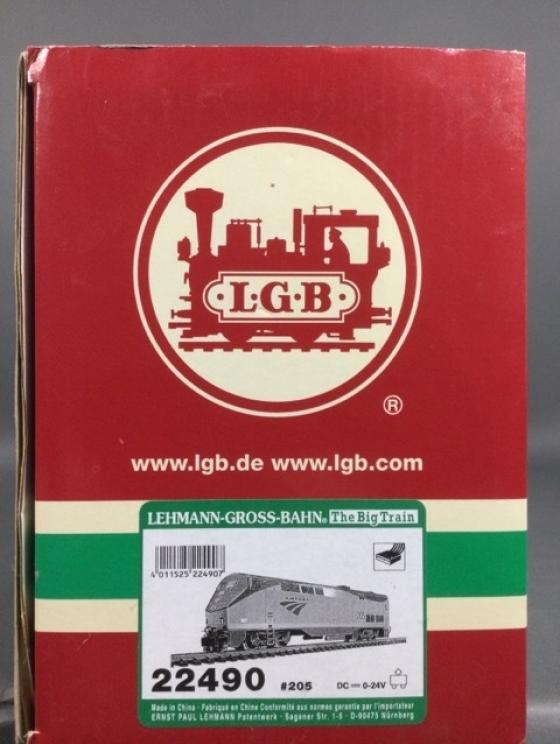 L·G·B
®
www.lgb.de www.lgb.com
LEHMANN-GROSS-BAHN® The Big Train
4 011525 224907
AMTRAK
22490 #205 DC 0-24V
Made in China · Fabriqué en Chine Conformité aux normes garantie par l'importateur
ERNST PAUL LEHMANN Patentwerk · Saganer Str. 1-5 · D-90475 Nürnberg